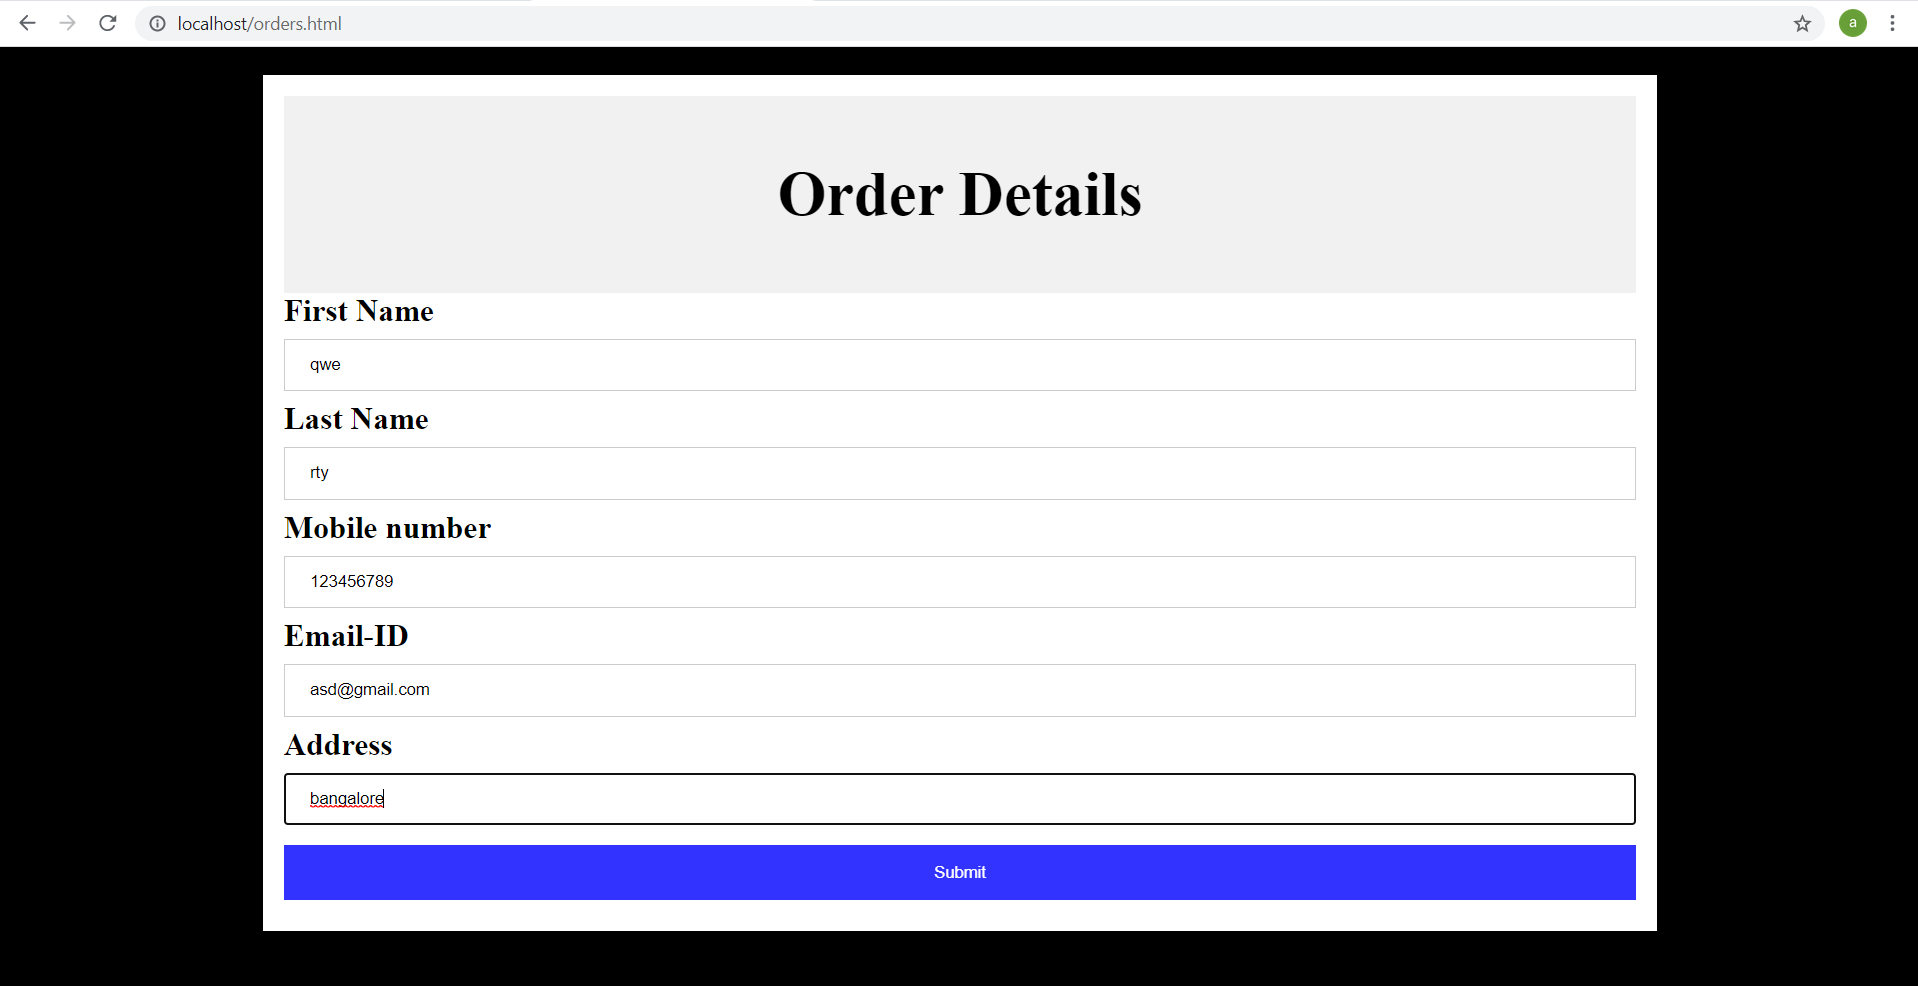 localhost/orders.html
a
Order Details
First Name
qwe
Last Name
rty
Mobile number
123456789
Email-ID
asd@gmail.com
Address
bangalore
Submit